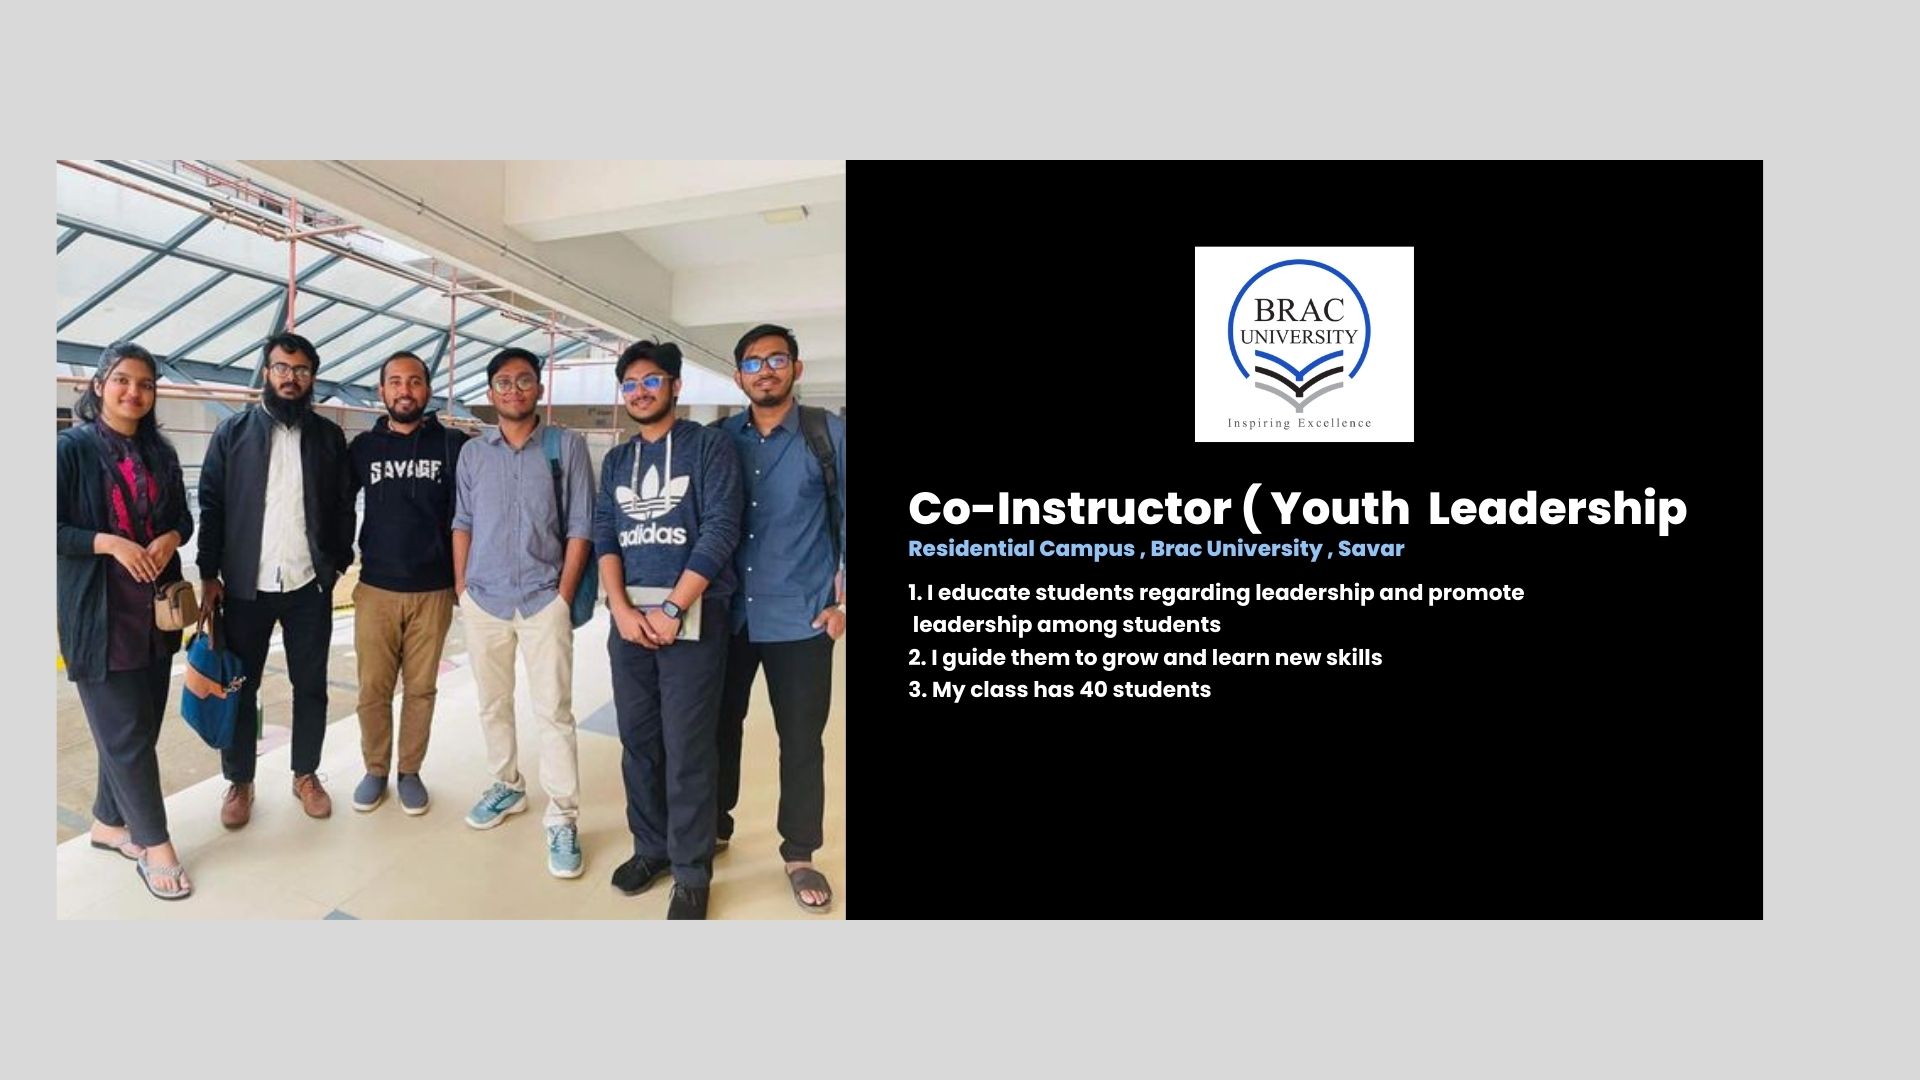 SAVAGE
adidas
BRAC
UNIVERSITY
Inspiring Excellence
Co-Instructor ( Youth Leadership
Residential Campus , Brac University , Savar
1. I educate students regarding leadership and promote
leadership among students
2. I guide them to grow and learn new skills
3. My class has 40 students